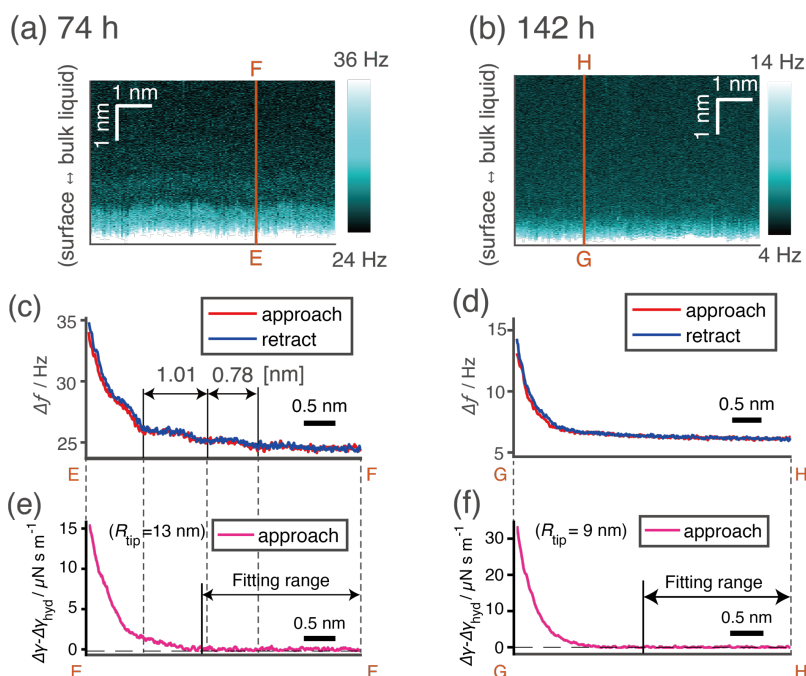 (a) 74 h
(b) 142 h
36 Hz
14 Hz
F
H
1 nm
1 nm
1 nm
1 nm
(surface ↔ bulk liquid)
(surface ↔ bulk liquid)
E
G
24 Hz
4 Hz
(c)
(d)
approach
retract
approach
retract
35
30
25
Δf / Hz
1.01
0.78
[nm]
0.5 nm
15
10
5
Δf / Hz
0.5 nm
E
F
G
H
(e)
(f)
15
10
5
0
Δγ-Δγhyd / μN s m⁻¹
(Rtip=13 nm)
approach
Fitting range
0.5 nm
30
20
10
0
Δγ-Δγhyd / μN s m⁻¹
(Rtip= 9 nm)
approach
Fitting range
0.5 nm
G
H